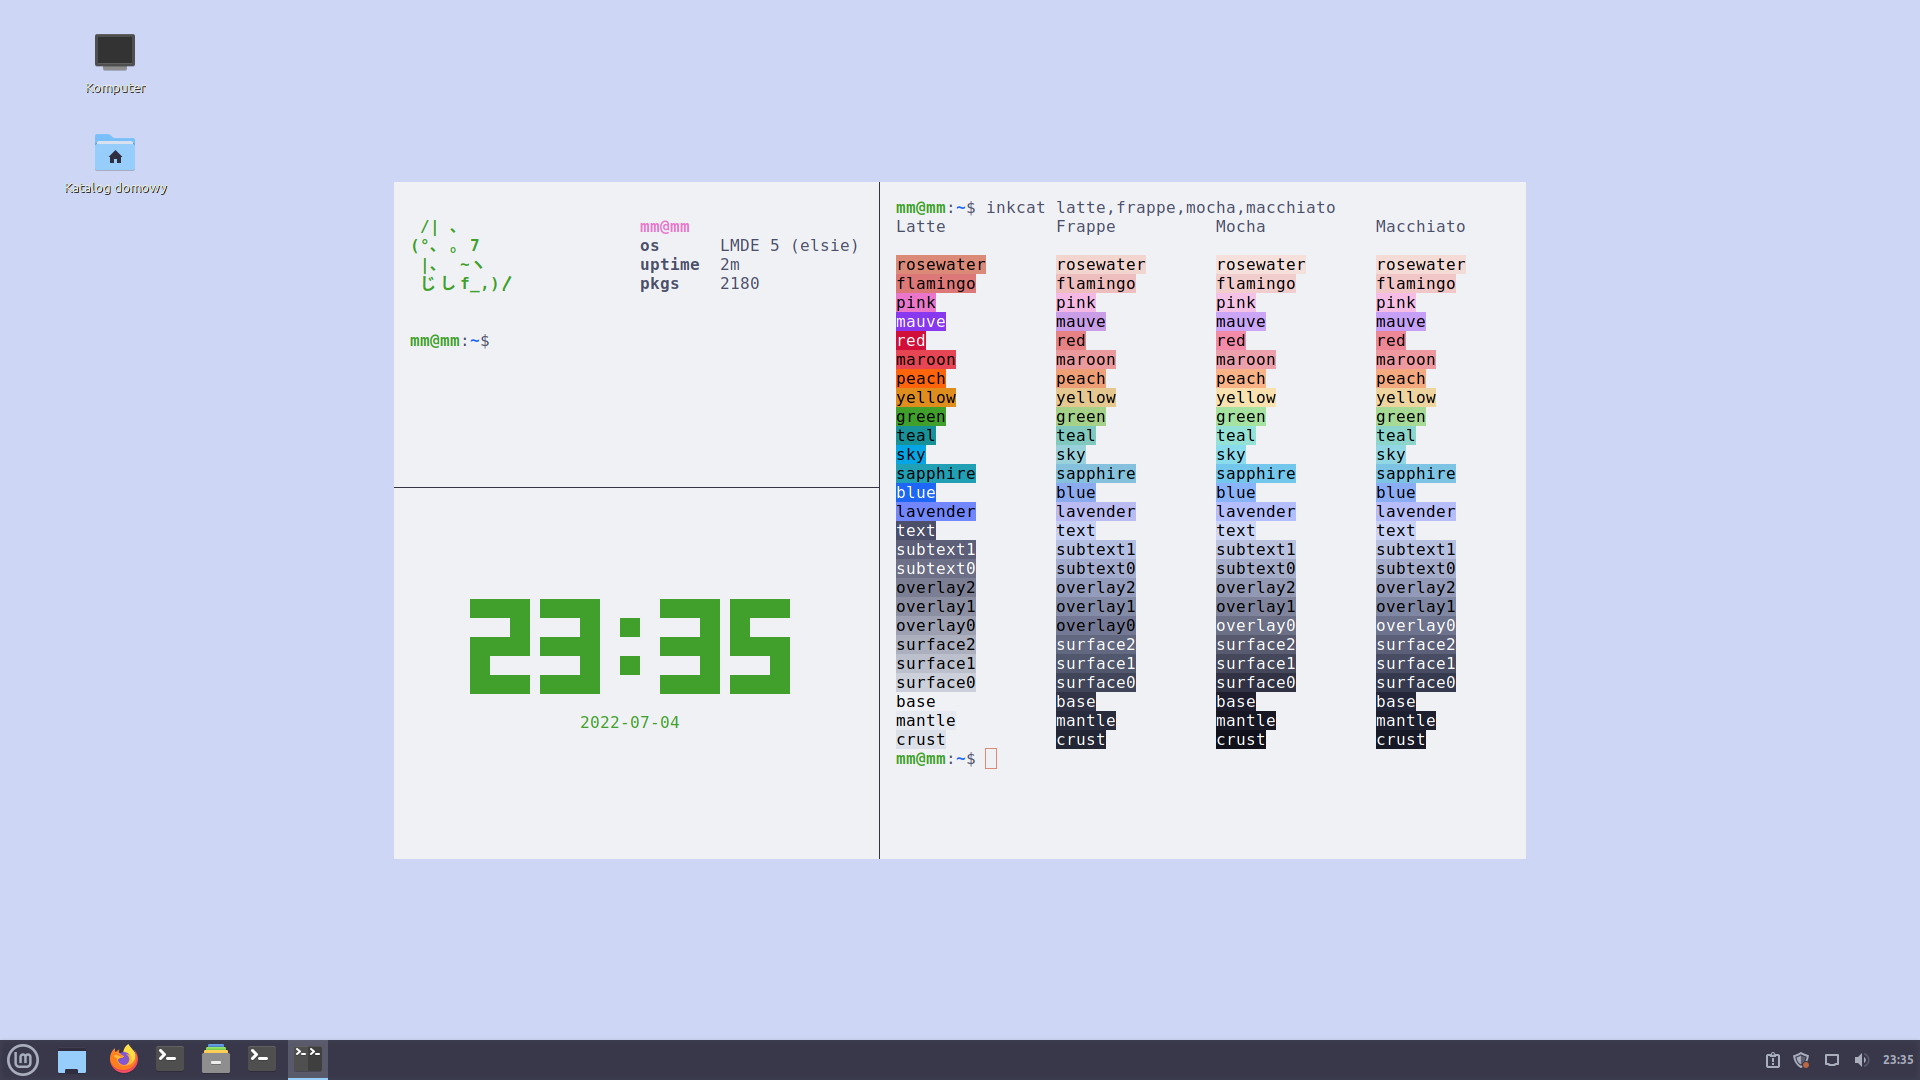 Komputer
Katalog domowy
/| 、
(°、 。7
|、 ~ヽ
じしf_,)ノ
mm@mm
os LMDE 5 (elsie)
uptime 2m
pkgs 2180
mm@mm:~$
23:35
2022-07-04
mm@mm:~$ inkcat latte,frappe,mocha,macchiato
Latte Frappe Mocha Macchiato
rosewater rosewater rosewater rosewater
flamingo flamingo flamingo flamingo
pink pink pink pink
mauve mauve mauve mauve
red red red red
maroon maroon maroon maroon
peach peach peach peach
yellow yellow yellow yellow
green green green green
teal teal teal teal
sky sky sky sky
sapphire sapphire sapphire sapphire
blue blue blue blue
lavender lavender lavender lavender
text text text text
subtext1 subtext1 subtext1 subtext1
subtext0 subtext0 subtext0 subtext0
overlay2 overlay2 overlay2 overlay2
overlay1 overlay1 overlay1 overlay1
overlay0 overlay0 overlay0 overlay0
surface2 surface2 surface2 surface2
surface1 surface1 surface1 surface1
surface0 surface0 surface0 surface0
base base base base
mantle mantle mantle mantle
crust crust crust crust
mm@mm:~$
23:35